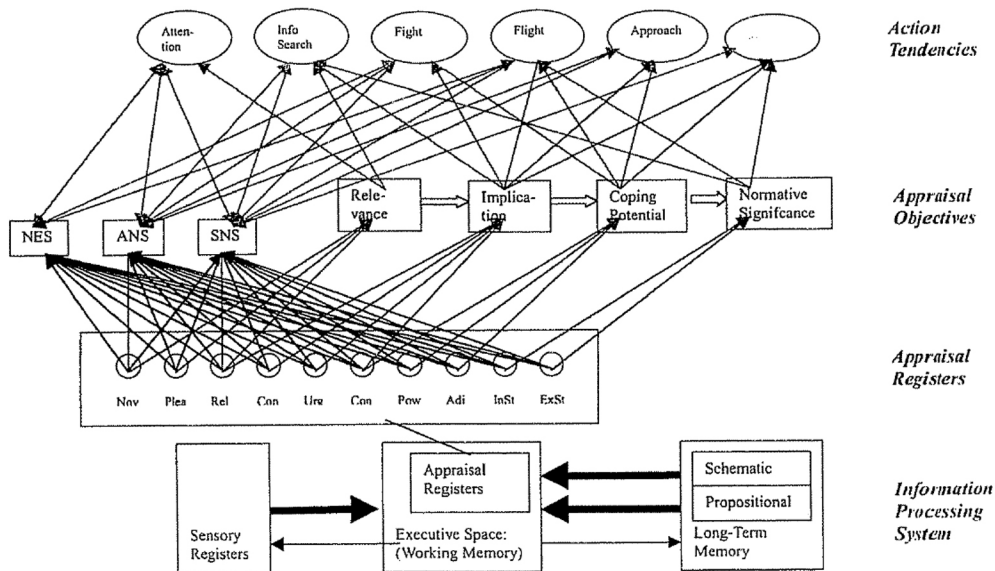 Atten-
tion
Info
Search
Fight
Flight
Approach
Action
Tendencies
Rele-
vance
Implica-
tion
Coping
Potential
Normative
Signifcance
Appraisal
Objectives
NES
ANS
SNS
Appraisal
Registers
Nov
Plea
Rel
Con
Urg
Con
Pow
Adj
InSt
ExSt
Appraisal
Registers
Schematic
Propositional
Information
Processing
System
Sensory
Registers
Executive Space:
(Working Memory)
Long-Term
Memory